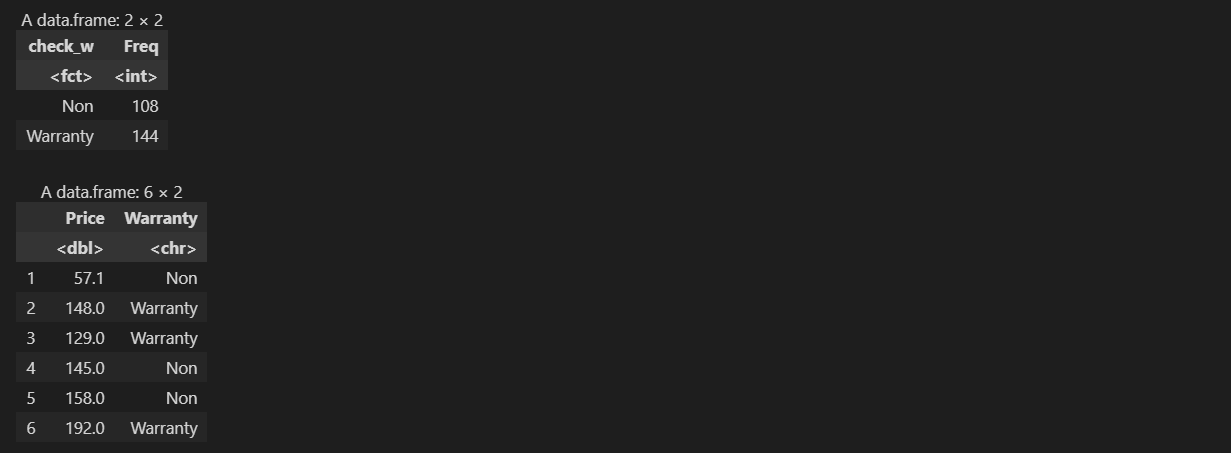 A data.frame: 2 × 2
check_w Freq
<fct> <int>
Non 108
Warranty 144
A data.frame: 6 × 2
Price Warranty
<dbl> <chr>
1 57.1 Non
2 148.0 Warranty
3 129.0 Warranty
4 145.0 Non
5 158.0 Non
6 192.0 Warranty